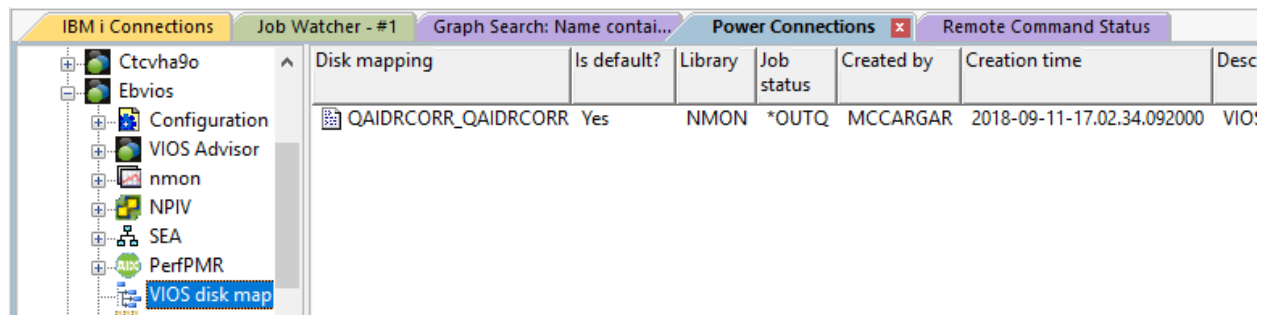 IBM i Connections Job Watcher - #1 Graph Search: Name contai... Power Connections x Remote Command Status
Ctcvha9o
Ebvios
Configuration
VIOS Advisor
nmon
NPIV
SEA
PerfPMR
VIOS disk map
Disk mapping Is default? Library Job status Created by Creation time Desc
QAIDRCORR_QAIDRCORR Yes NMON *OUTQ MCCARGAR 2018-09-11-17.02.34.092000 VIOS